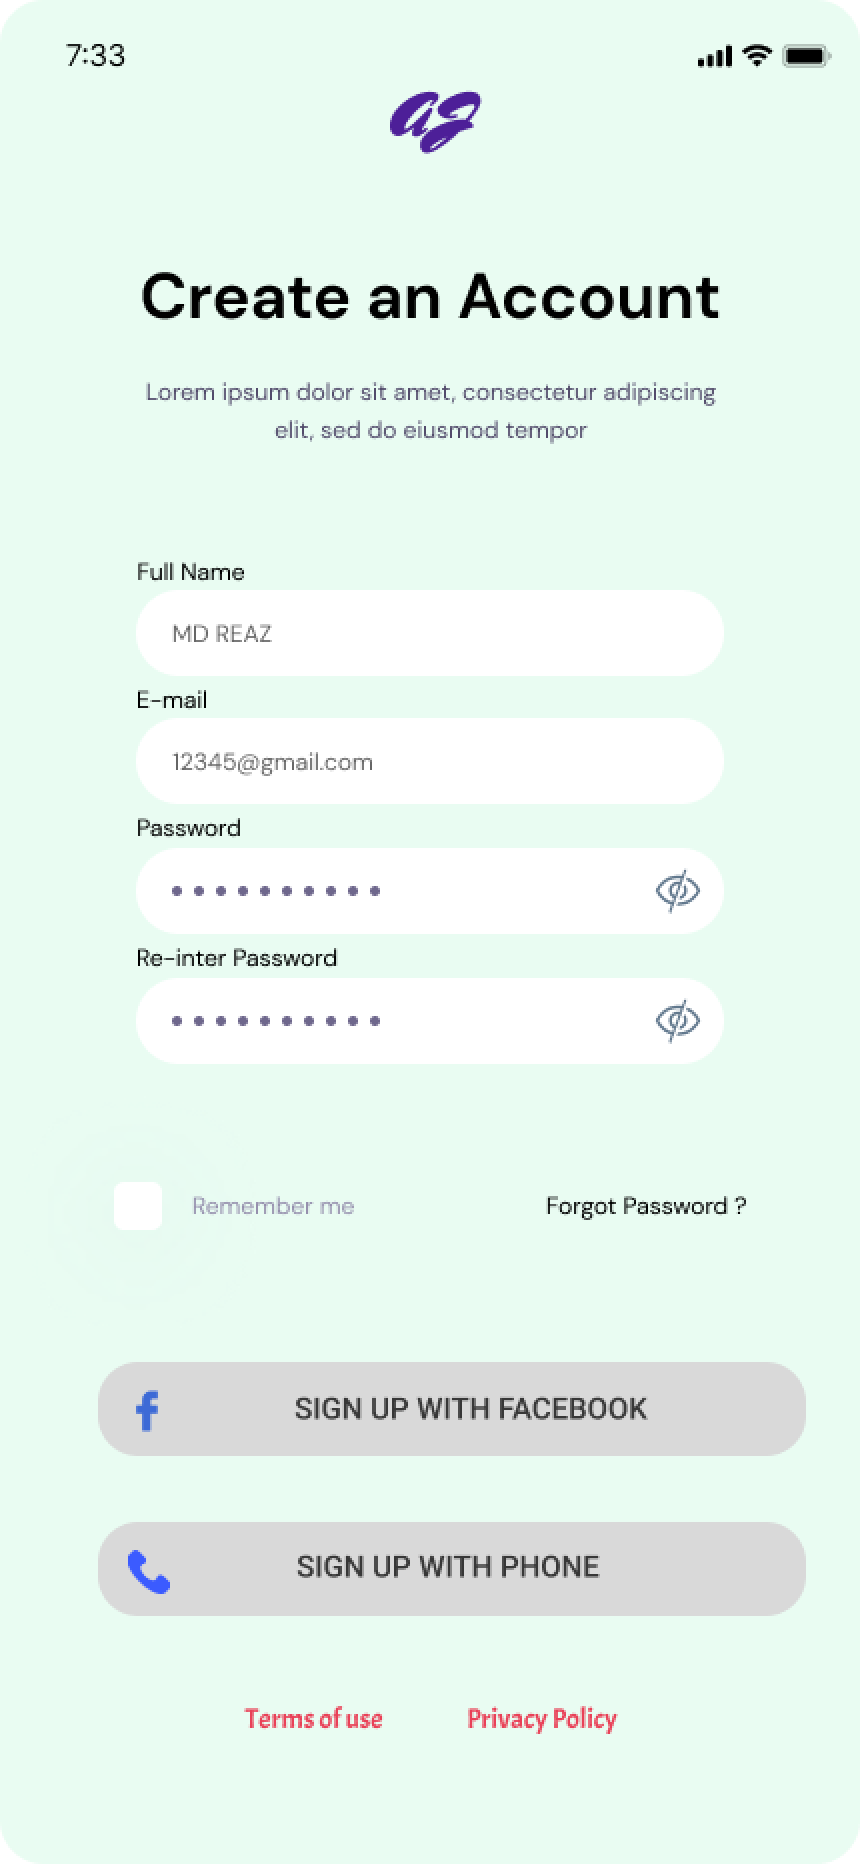 7:33
aJ
Create an Account
Lorem ipsum dolor sit amet, consectetur adipiscing
elit, sed do eiusmod tempor
Full Name
MD REAZ
E-mail
12345@gmail.com
Password
Re-inter Password
Remember me Forgot Password ?
SIGN UP WITH FACEBOOK
SIGN UP WITH PHONE
Terms of use Privacy Policy